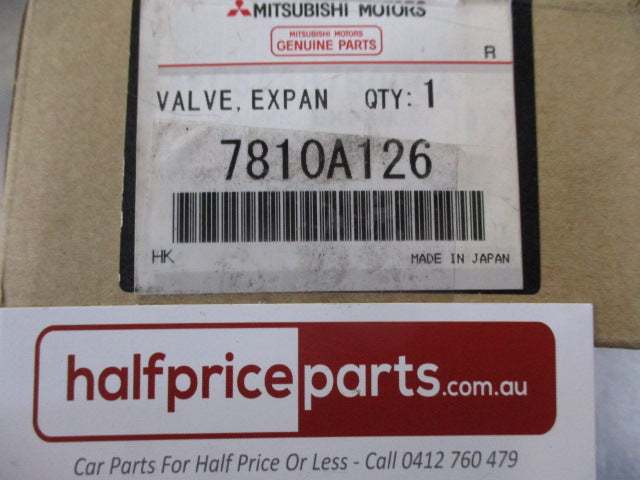 MITSUBISHI MOTORS
MITSUBISHI MOTORS
GENUINE PARTS
R
VALVE, EXPAN QTY: 1
7810A126
HK MADE IN JAPAN
halfpriceparts.com.au
Car Parts For Half Price Or Less - Call 0412 760 479